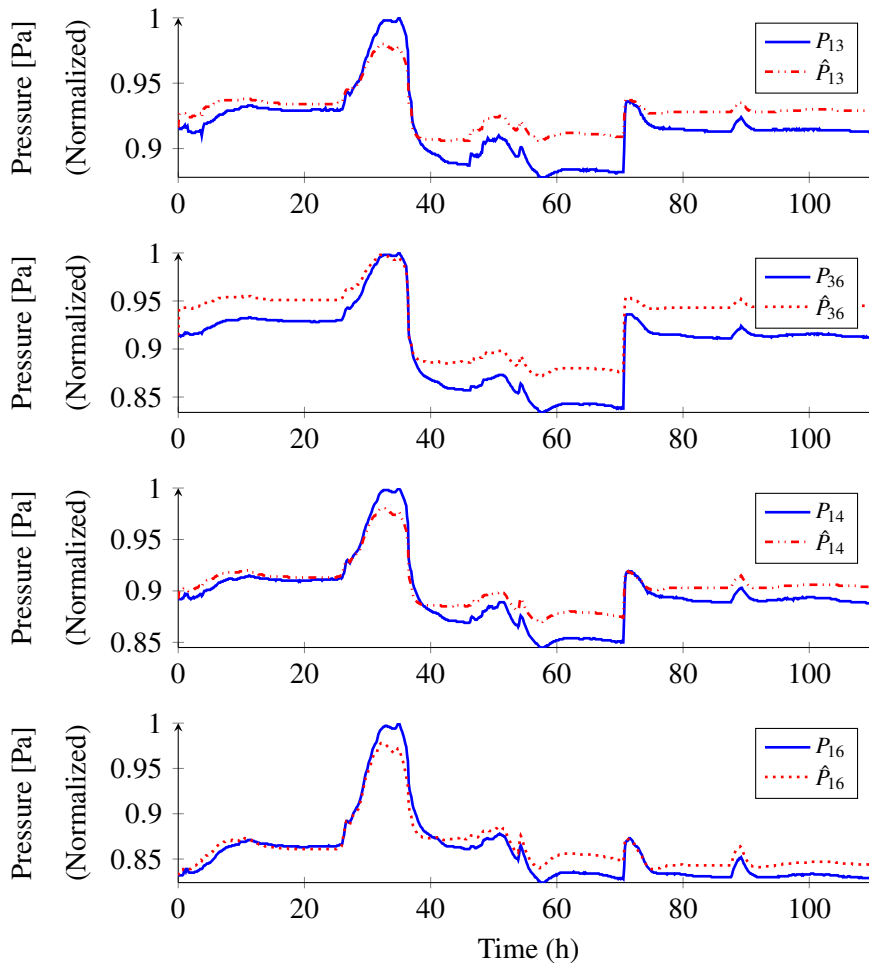 Pressure [Pa]
(Normalized)
1
0.95
0.9
0 20 40 60 80 100
P13
P̂13
Pressure [Pa]
(Normalized)
1
0.95
0.9
0.85
0 20 40 60 80 100
P36
P̂36
Pressure [Pa]
(Normalized)
1
0.95
0.9
0.85
0 20 40 60 80 100
P14
P̂14
Pressure [Pa]
(Normalized)
1
0.95
0.9
0.85
0 20 40 60 80 100
P16
P̂16
Time (h)